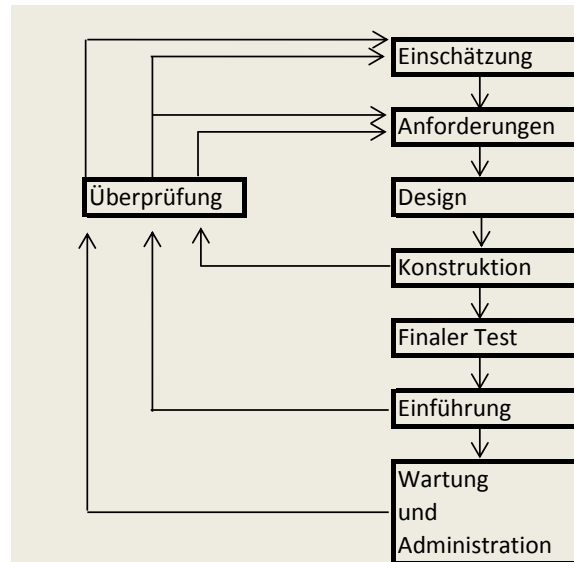 Einschätzung
Anforderungen
Überprüfung
Design
Konstruktion
Finaler Test
Einführung
Wartung
und
Administration